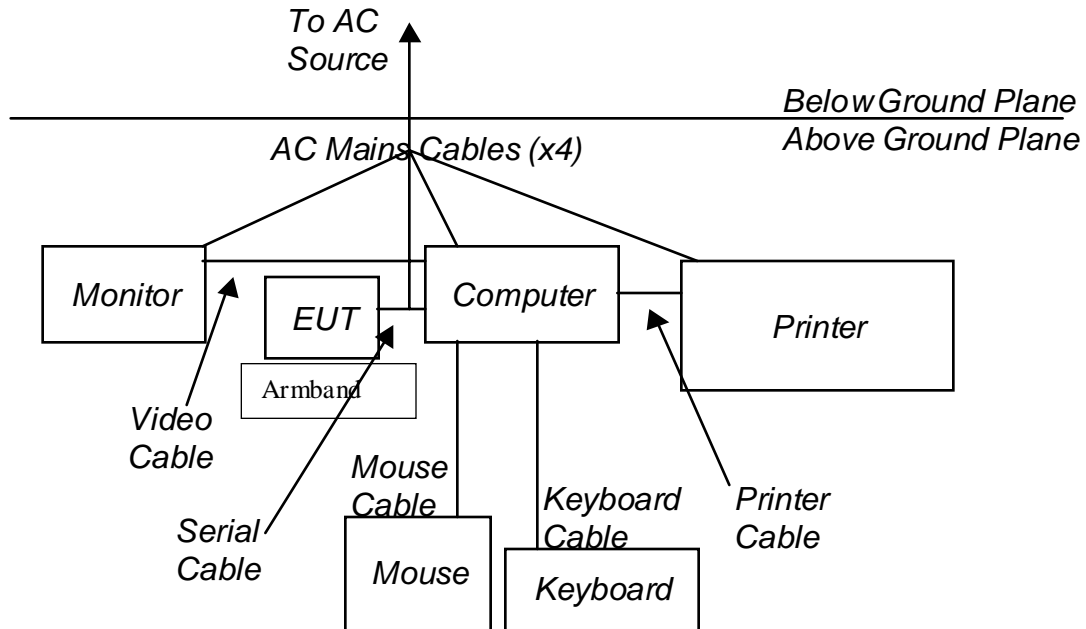 To AC
Source
Below Ground Plane
Above Ground Plane
AC Mains Cables (x4)
Monitor
EUT
Computer
Printer
Armband
Video
Cable
Mouse
Cable
Keyboard
Cable
Printer
Cable
Serial
Cable
Mouse
Keyboard